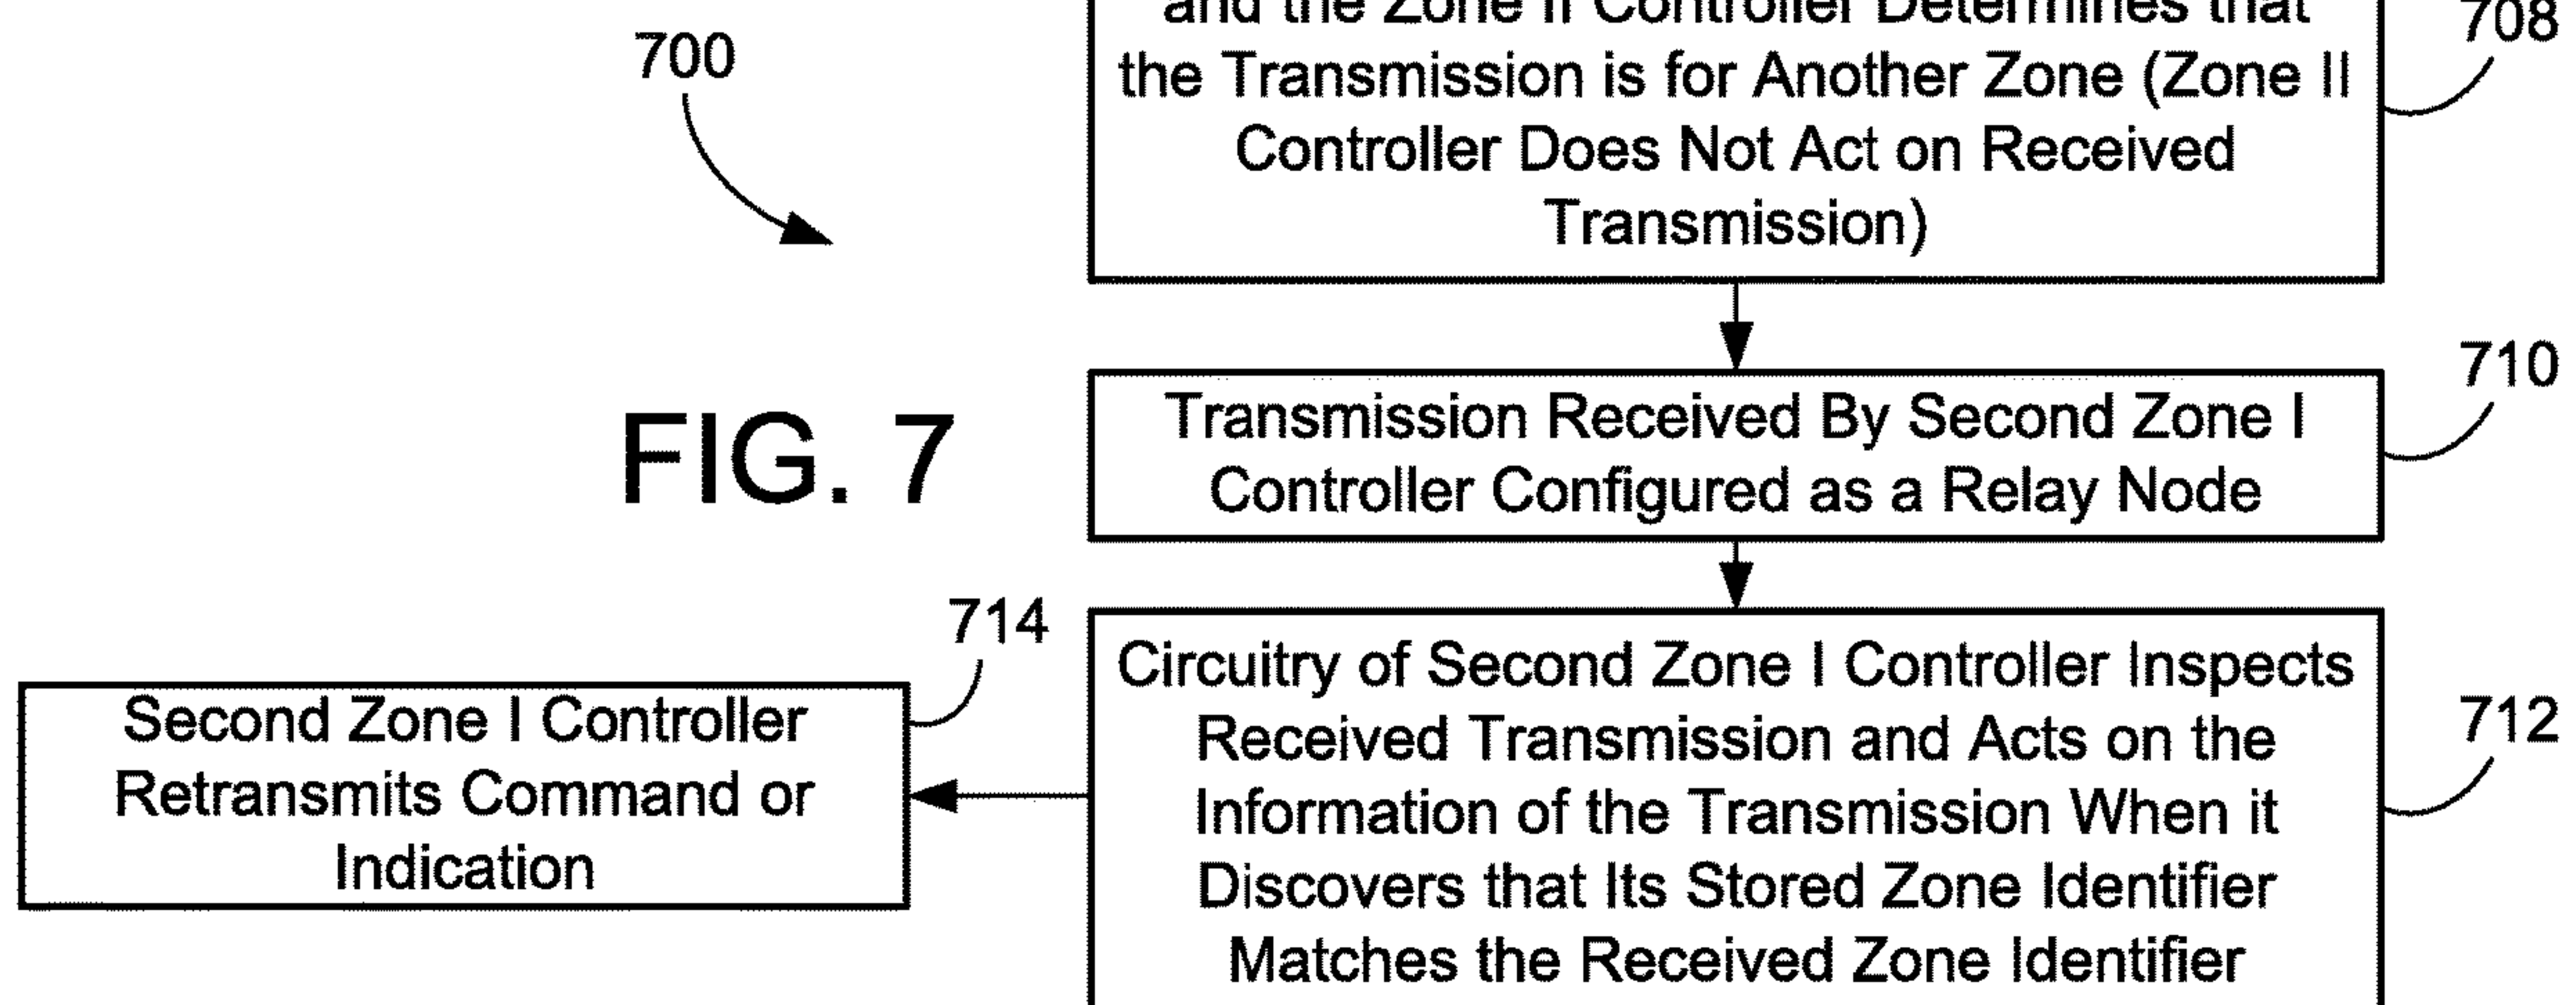 and the Zone II Controller Determines that
the Transmission is for Another Zone (Zone II
Controller Does Not Act on Received
Transmission)
708
700
Transmission Received By Second Zone I
Controller Configured as a Relay Node
710
FIG. 7
Circuitry of Second Zone I Controller Inspects
Received Transmission and Acts on the
Information of the Transmission When it
Discovers that Its Stored Zone Identifier
Matches the Received Zone Identifier
712
714
Second Zone I Controller
Retransmits Command or
Indication